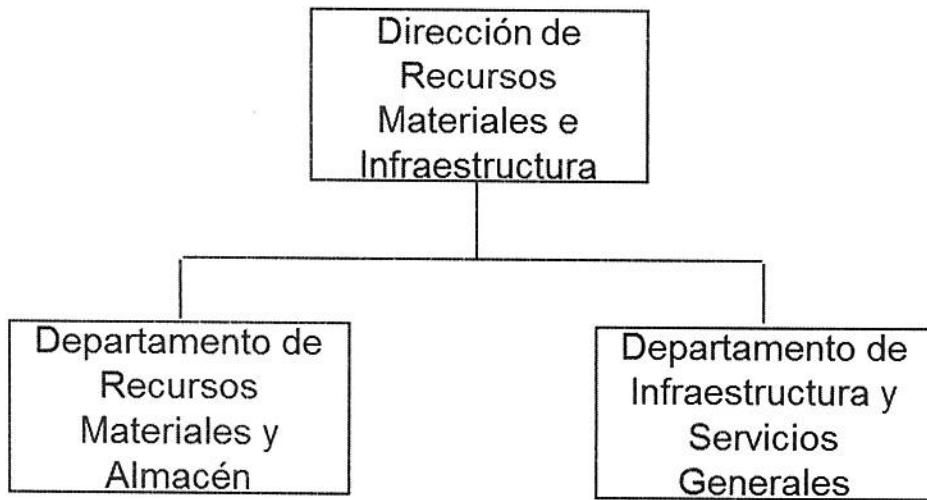 Dirección de
Recursos
Materiales e
Infraestructura
Departamento de
Recursos
Materiales y
Almacén
Departamento de
Infraestructura y
Servicios
Generales